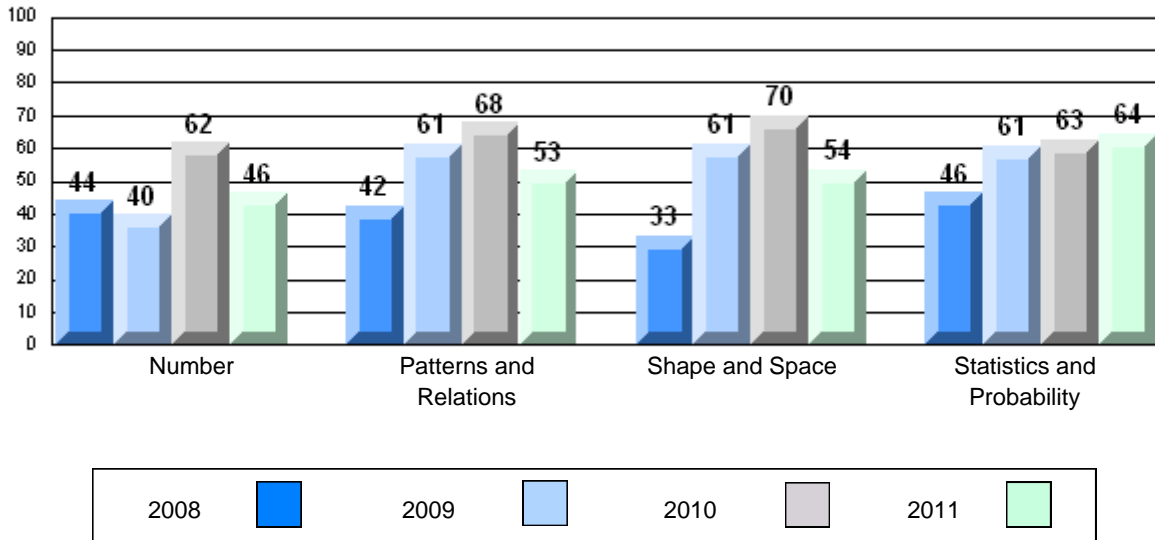 100
90
80
70
60
50
40
30
20
10
0
44 40 62 46 42 61 68 53 33 61 70 54 46 61 63 64
Number Patterns and Shape and Space Statistics and
Relations Probability
2008 2009 2010 2011